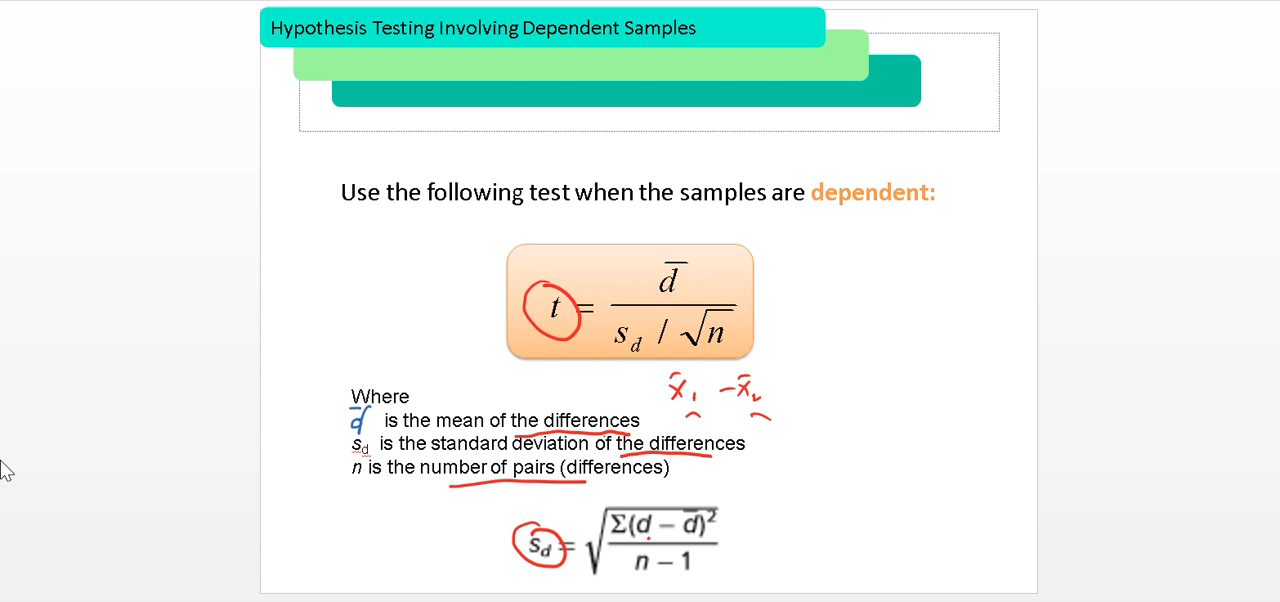 Hypothesis Testing Involving Dependent Samples
Use the following test when the samples are dependent:
t = d̅ / (s_d / √n)
Where x̄₁ − x̄₂
d̅ is the mean of the differences
s_d is the standard deviation of the differences
n is the number of pairs (differences)
s_d = √(Σ(d − d̅)² / (n − 1))